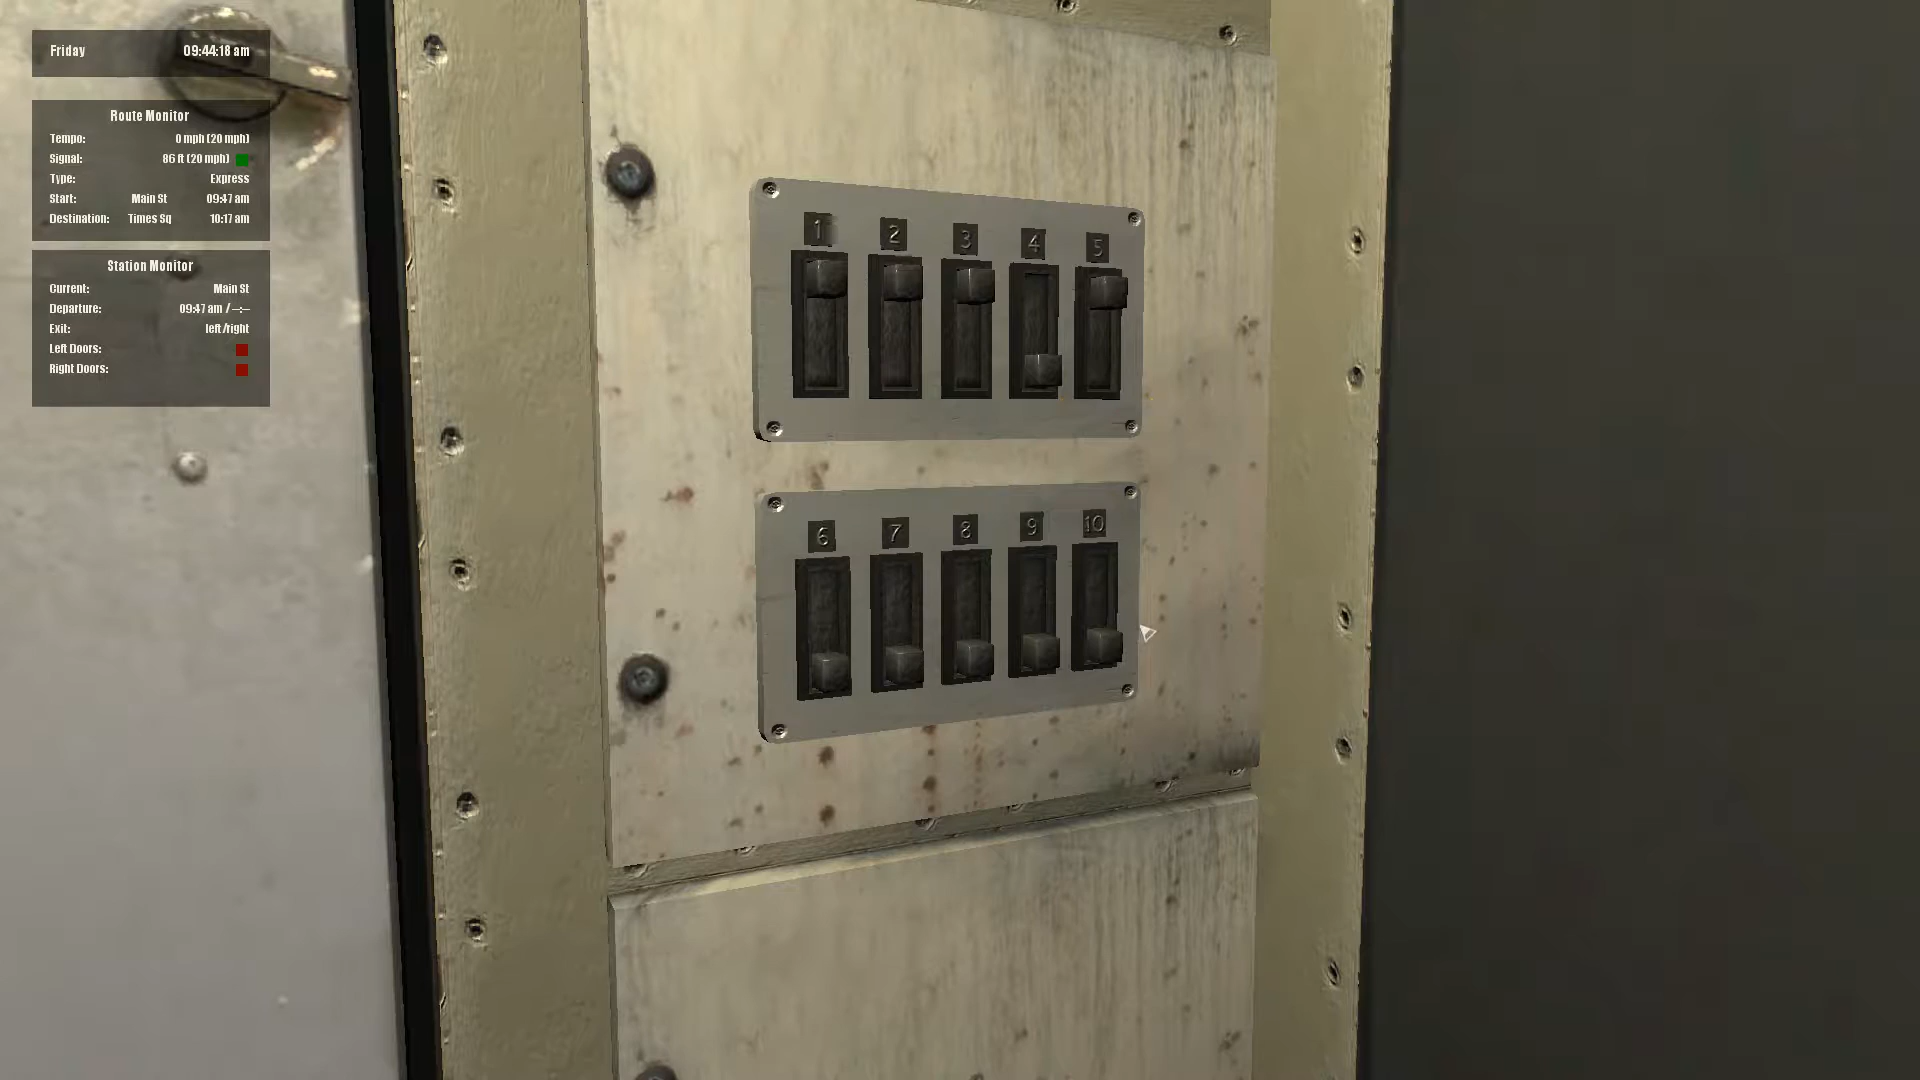 Friday 09:44:18 am
Route Monitor
Tempo: 0 mph (20 mph)
Signal: 86 ft (20 mph)
Type: Express
Start: Main St 09:47 am
Destination: Times Sq 10:17 am
Station Monitor
Current: Main St
Departure: 09:47 am / --:--
Exit: left/right
Left Doors:
Right Doors:
1 2 3 4 5
6 7 8 9 10